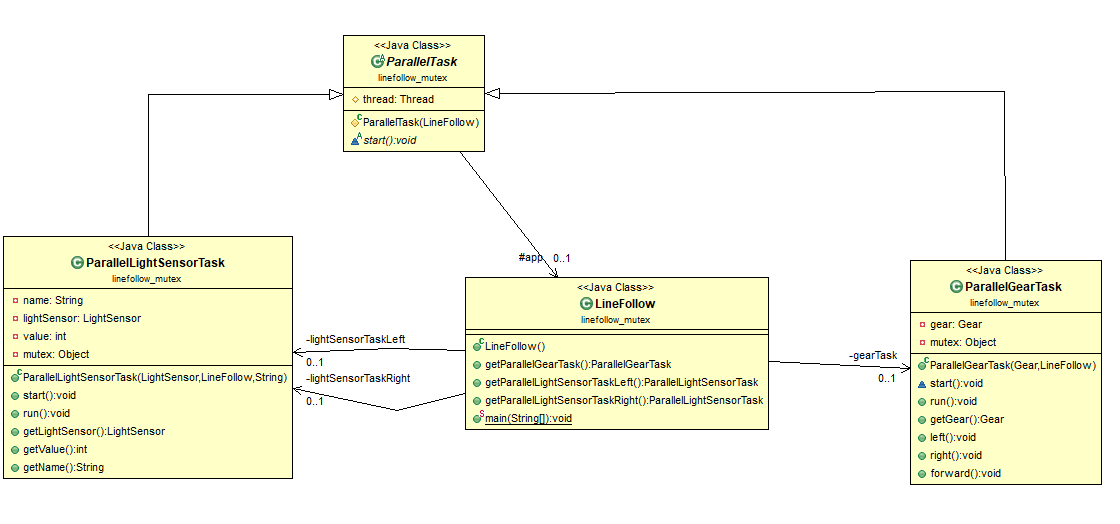 <<Java Class>>
ParallelTask
linefollow_mutex
thread: Thread
ParallelTask(LineFollow)
start():void
<<Java Class>>
ParallelLightSensorTask
linefollow_mutex
name: String
lightSensor: LightSensor
value: int
mutex: Object
ParallelLightSensorTask(LightSensor,LineFollow,String)
start():void
run():void
getLightSensor():LightSensor
getValue():int
getName():String
#app
0..1
-lightSensorTaskLeft
0..1
-lightSensorTaskRight
0..1
<<Java Class>>
LineFollow
linefollow_mutex
LineFollow()
getParallelGearTask():ParallelGearTask
getParallelLightSensorTaskLeft():ParallelLightSensorTask
getParallelLightSensorTaskRight():ParallelLightSensorTask
main(String[]):void
-gearTask
0..1
<<Java Class>>
ParallelGearTask
linefollow_mutex
gear: Gear
mutex: Object
ParallelGearTask(Gear,LineFollow)
start():void
run():void
getGear():Gear
left():void
right():void
forward():void